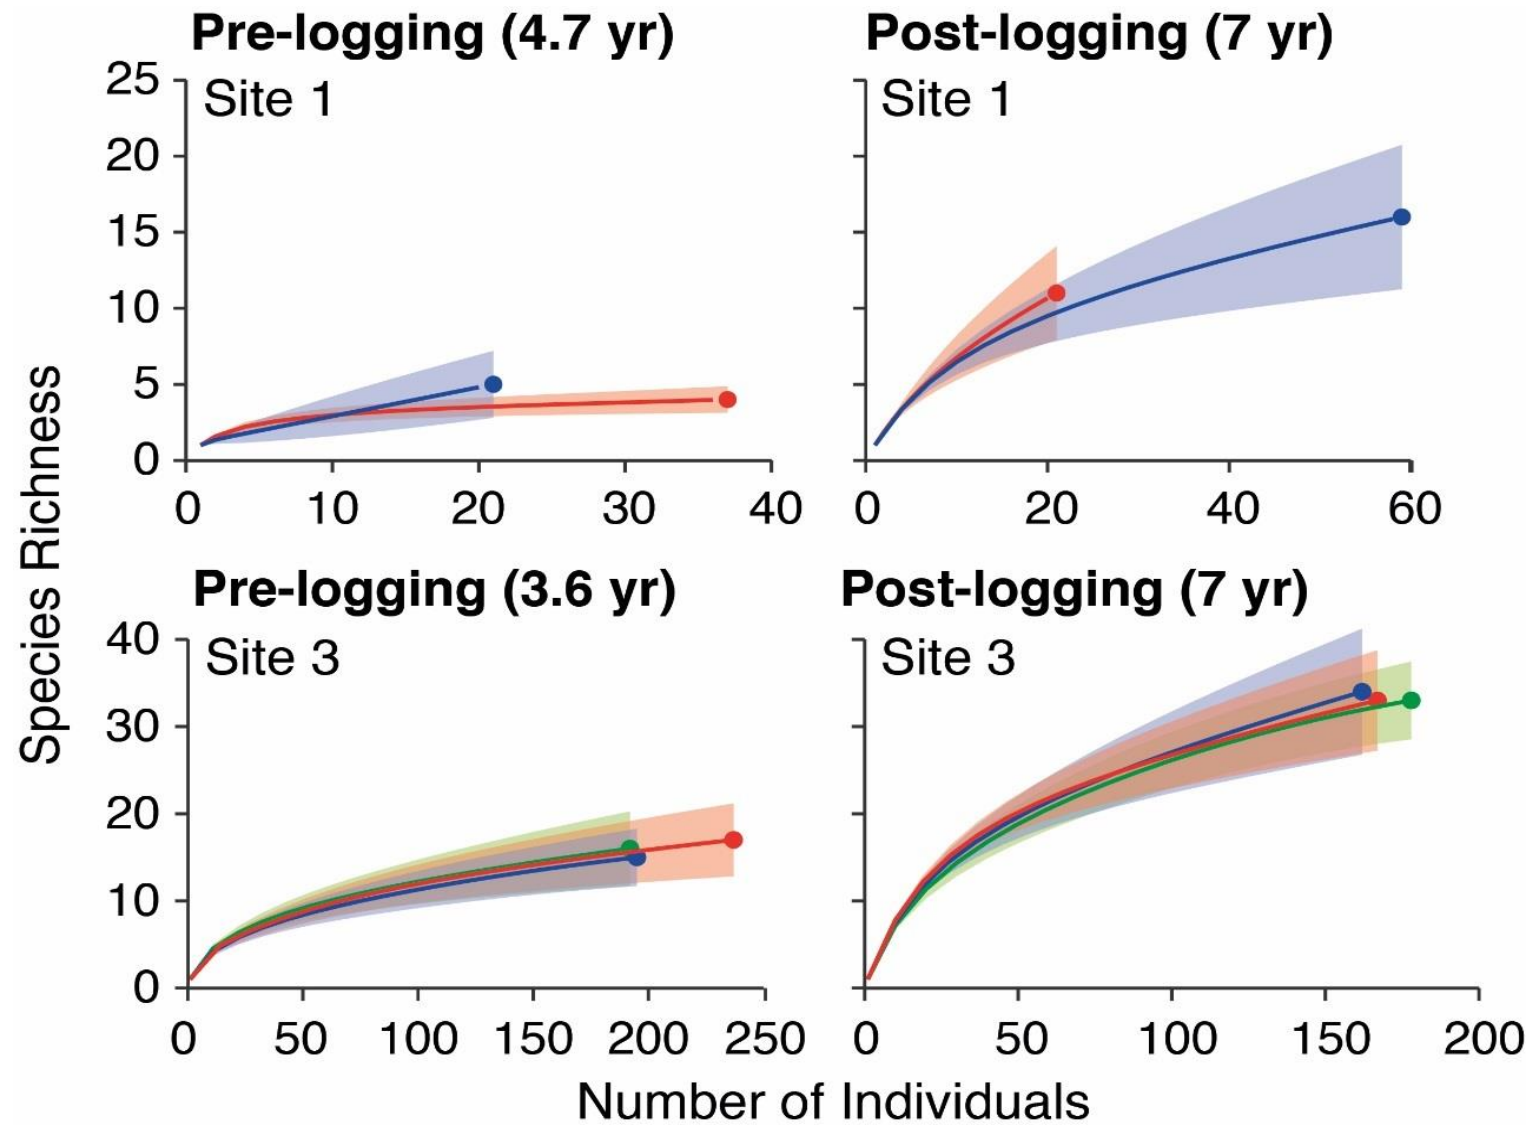 Pre-logging (4.7 yr)
Post-logging (7 yr)
Site 1
25
20
15
10
5
0
0 10 20 30 40
Site 1
0 20 40 60
Species Richness
Pre-logging (3.6 yr)
Post-logging (7 yr)
Site 3
40
30
20
10
0
0 50 100 150 200 250
Site 3
0 50 100 150 200
Number of Individuals